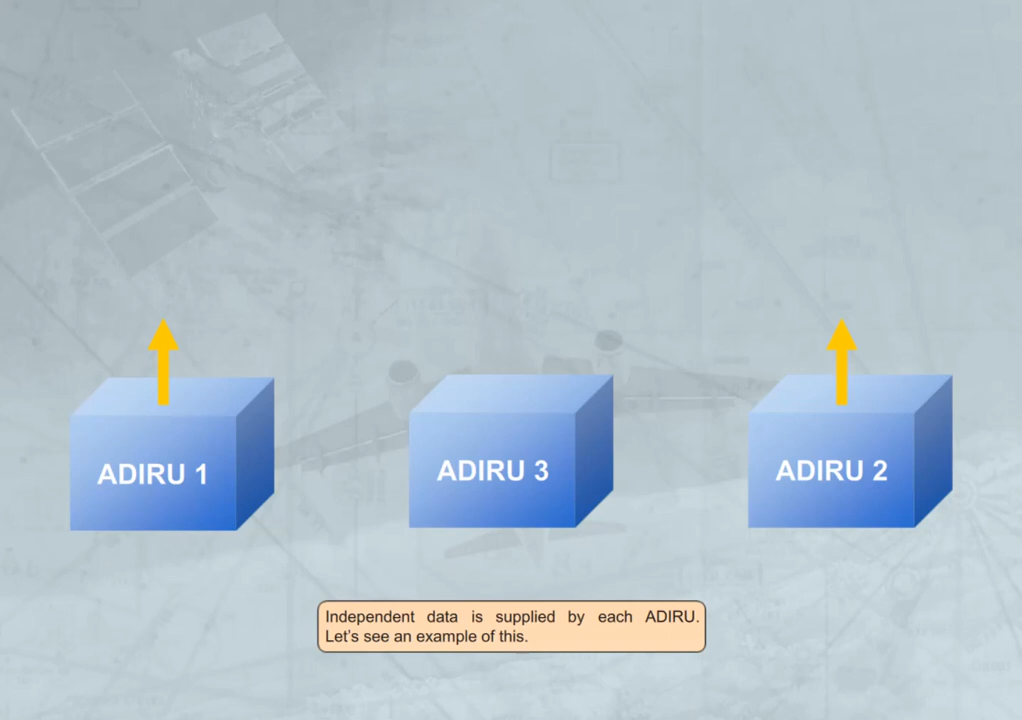 ADIRU 1
ADIRU 3
ADIRU 2
Independent data is supplied by each ADIRU.
Let's see an example of this.